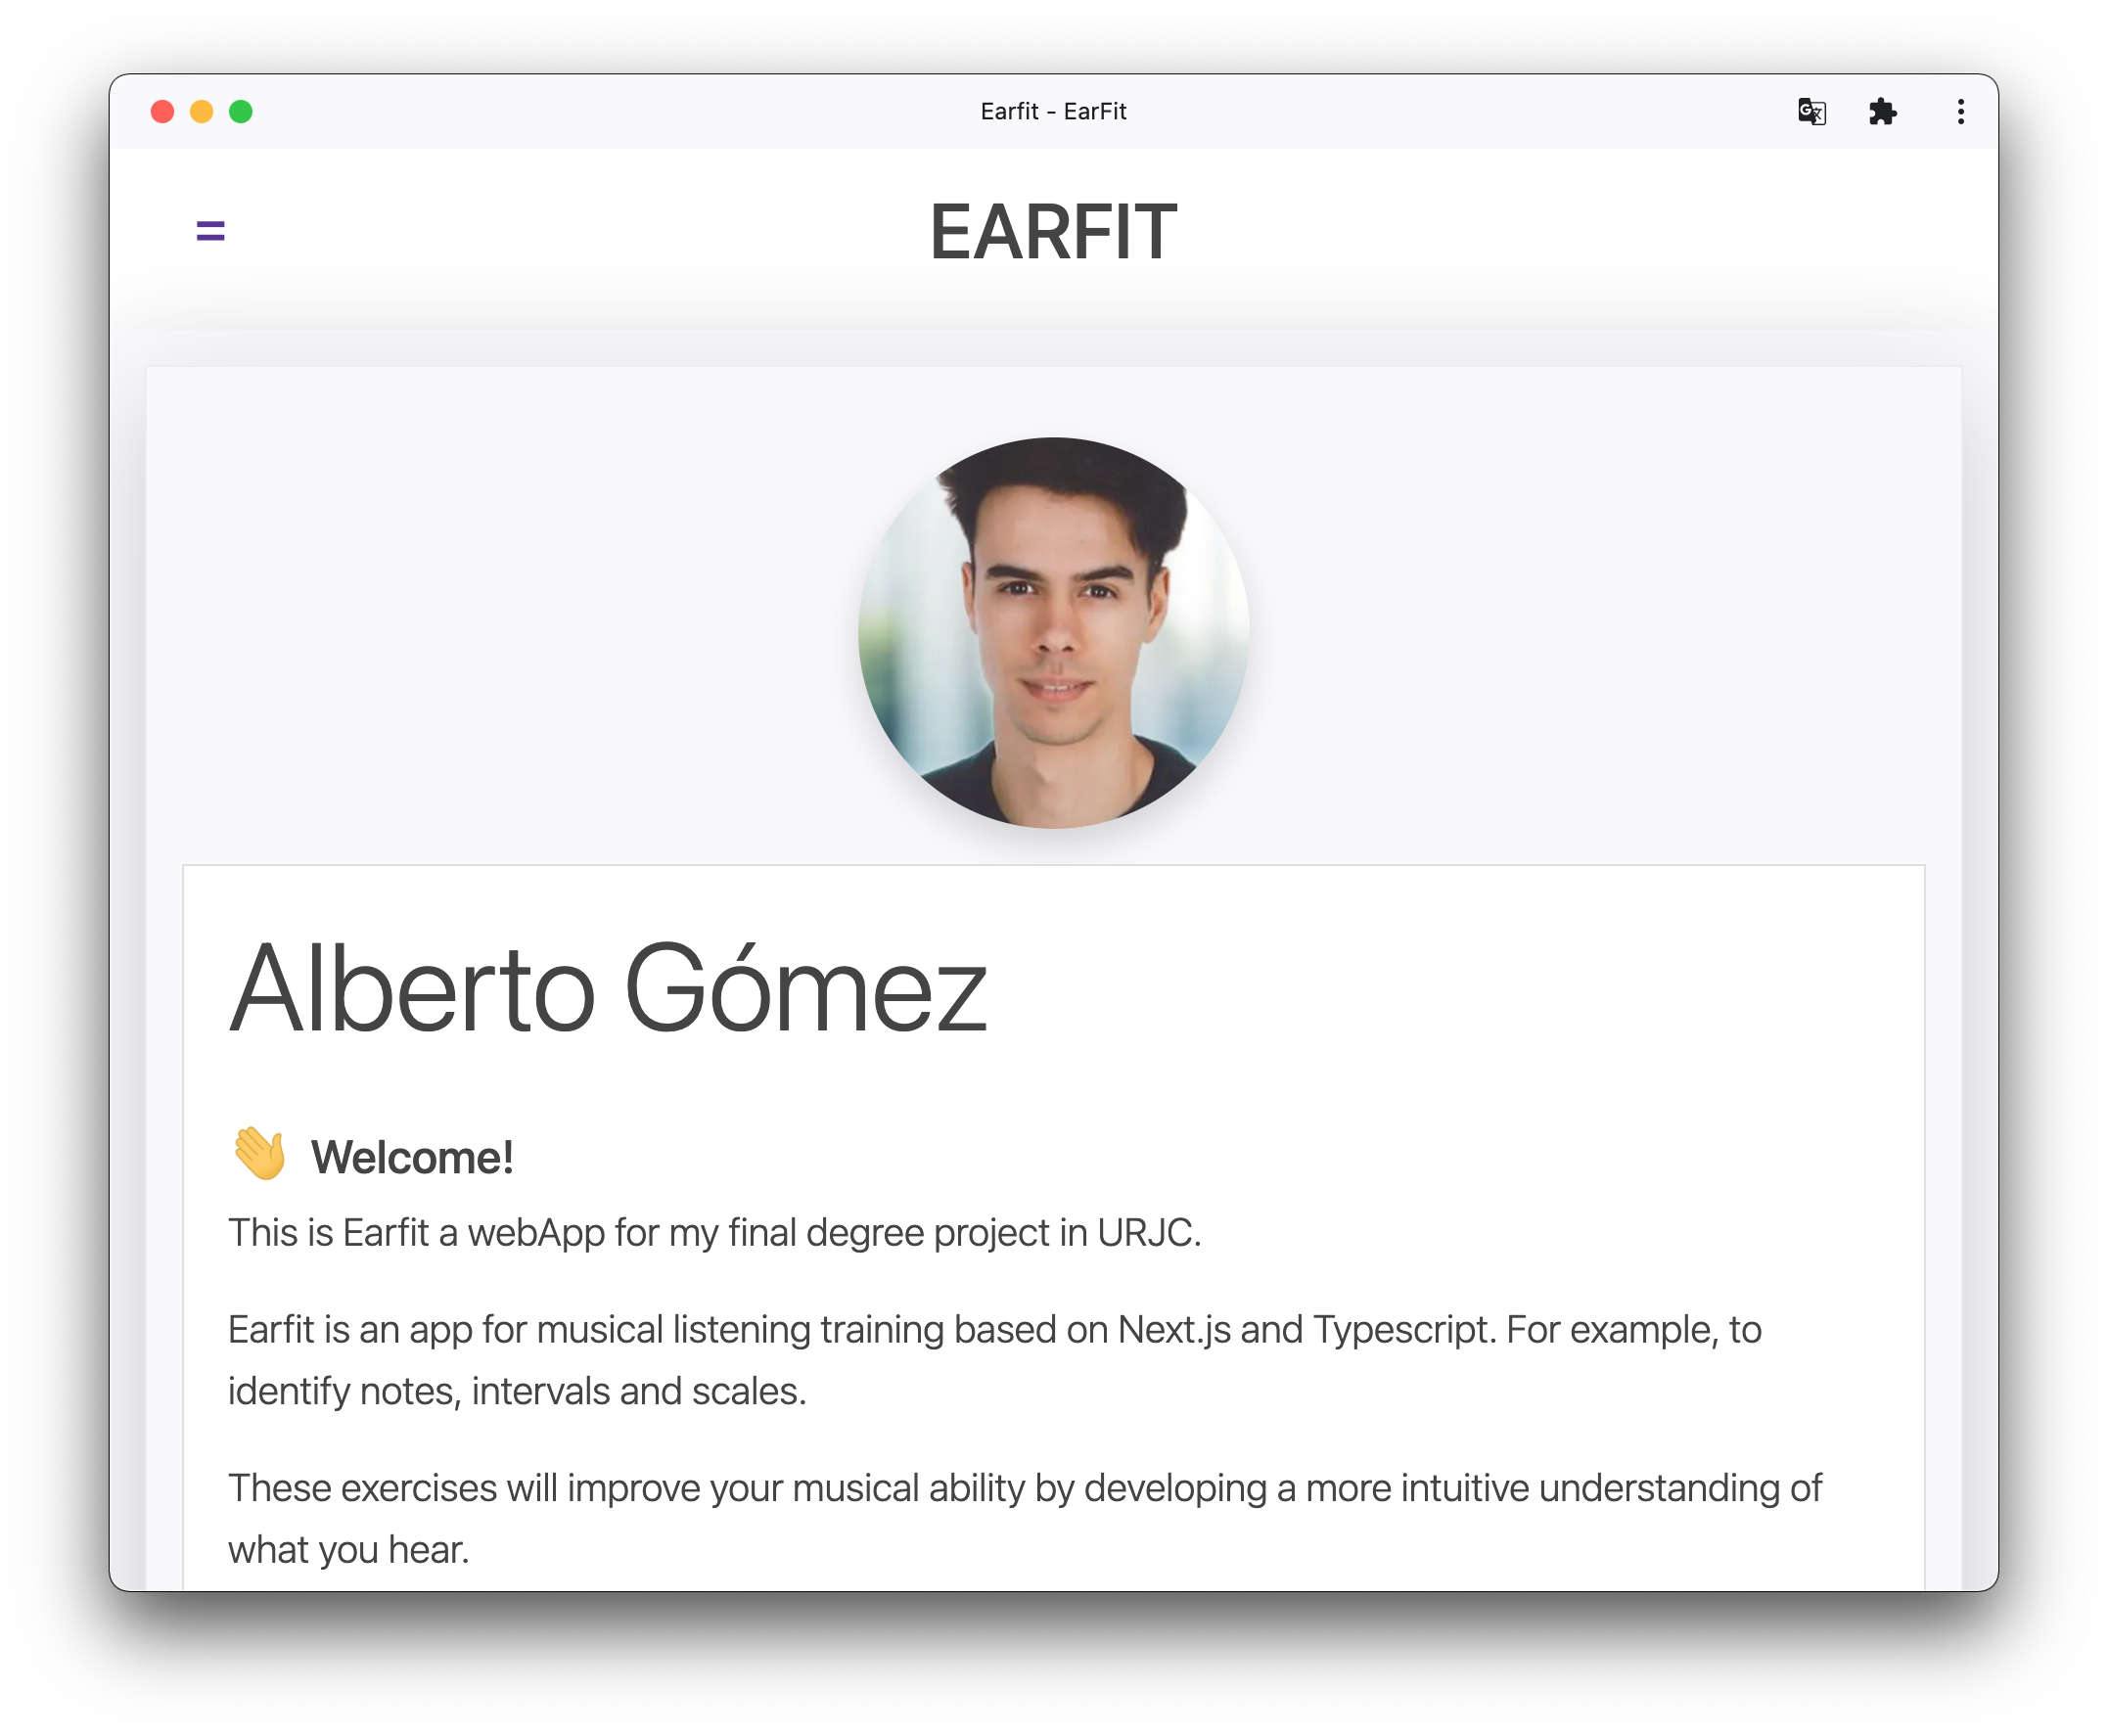 Earfit - EarFit
EARFIT
Alberto Gómez
👋 Welcome!
This is Earfit a webApp for my final degree project in URJC.
Earfit is an app for musical listening training based on Next.js and Typescript. For example, to
identify notes, intervals and scales.
These exercises will improve your musical ability by developing a more intuitive understanding of
what you hear.